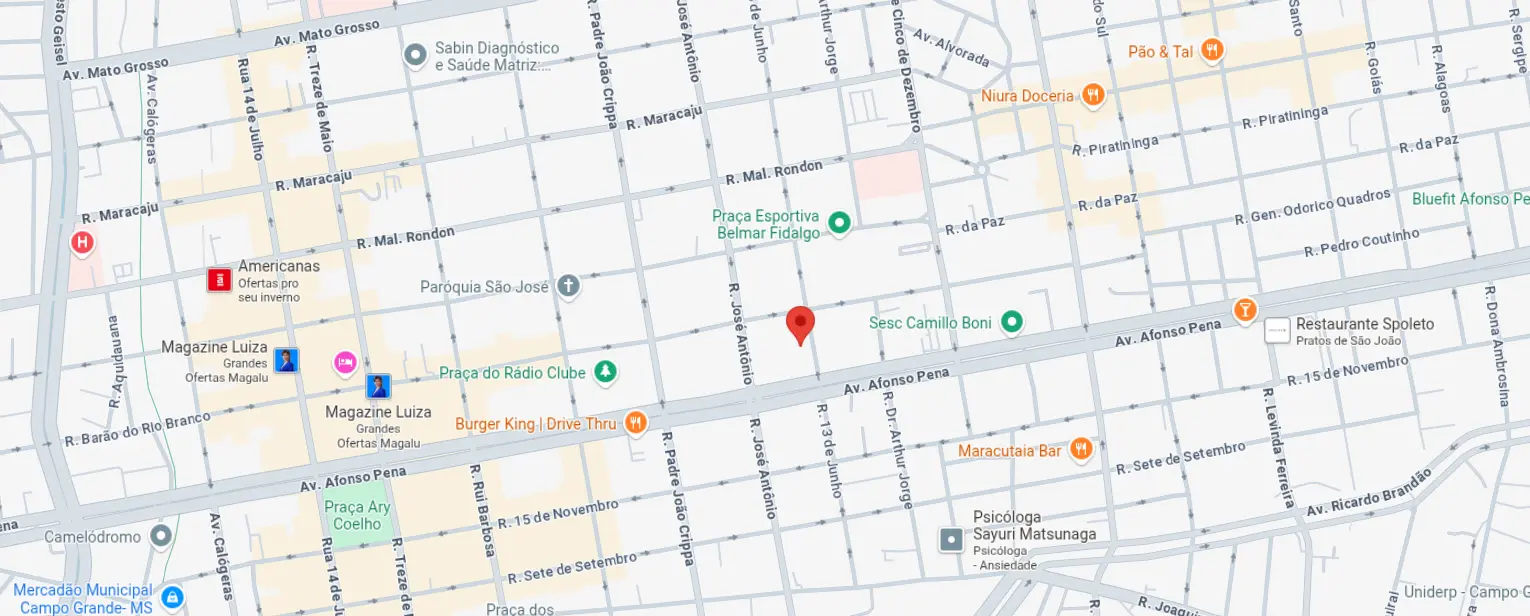 osto Geisel
Av. Mato Grosso
Av. Mato Grosso
Av. Calógeras
Rua 14 de Julho
R. Treze de Maio
Sabin Diagnóstico
e Saúde Matriz:...
R. Padre João Crippa
José Antônio
de Junho
Arthur Jorge
e Cinco de Dezembro
Av. Alvorada
do Sul
Pão & Tal
Santo
R. Goiás
R. Alagoas
R. Sergipe
Niura Doceria
R. Maracaju
R. Piratininga
R. Piratininga
R. da Paz
R. Maracaju
R. Mal. Rondon
R. Maracaju
R. da Paz
R. Gen. Odorico Quadros
Bluefit Afonso Pe
Praça Esportiva
Belmar Fidalgo
R. da Paz
R. Pedro Coutinho
H
R. Mal. Rondon
Americanas
Ofertas pro
seu inverno
Paróquia São José
R. José Antônio
R. Dona Ambrosina
R. Aquidauana
Sesc Camillo Boni
Av. Afonso Pena
Restaurante Spoleto
Pratos de São João
Magazine Luiza
Grandes
Ofertas Magalu
Praça do Rádio Clube
Av. Afonso Pena
R. 15 de Novembro
Magazine Luiza
Grandes
Ofertas Magalu
R. Barão do Rio Branco
Burger King | Drive Thru
R. 13 de Junho
R. Dr. Arthur Jorge
R. Levinda Ferreira
Maracutaia Bar
R. Sete de Setembro
Av. Afonso Pena
R. Rui Barbosa
R. Padre João Crippa
R. José Antônio
Av. Ricardo Brandão
Praça Ary
Coelho
R. 15 de Novembro
ena
Camelódromo
Av. Calógeras
Rua 14 de Ju
R. Treze de
Psicóloga
Sayuri Matsunaga
Psicóloga
- Ansiedade
R. Sete de Setembro
Mercadão Municipal
Campo Grande- MS
Praça dos
R. Joaqu
Uniderp - Campo G